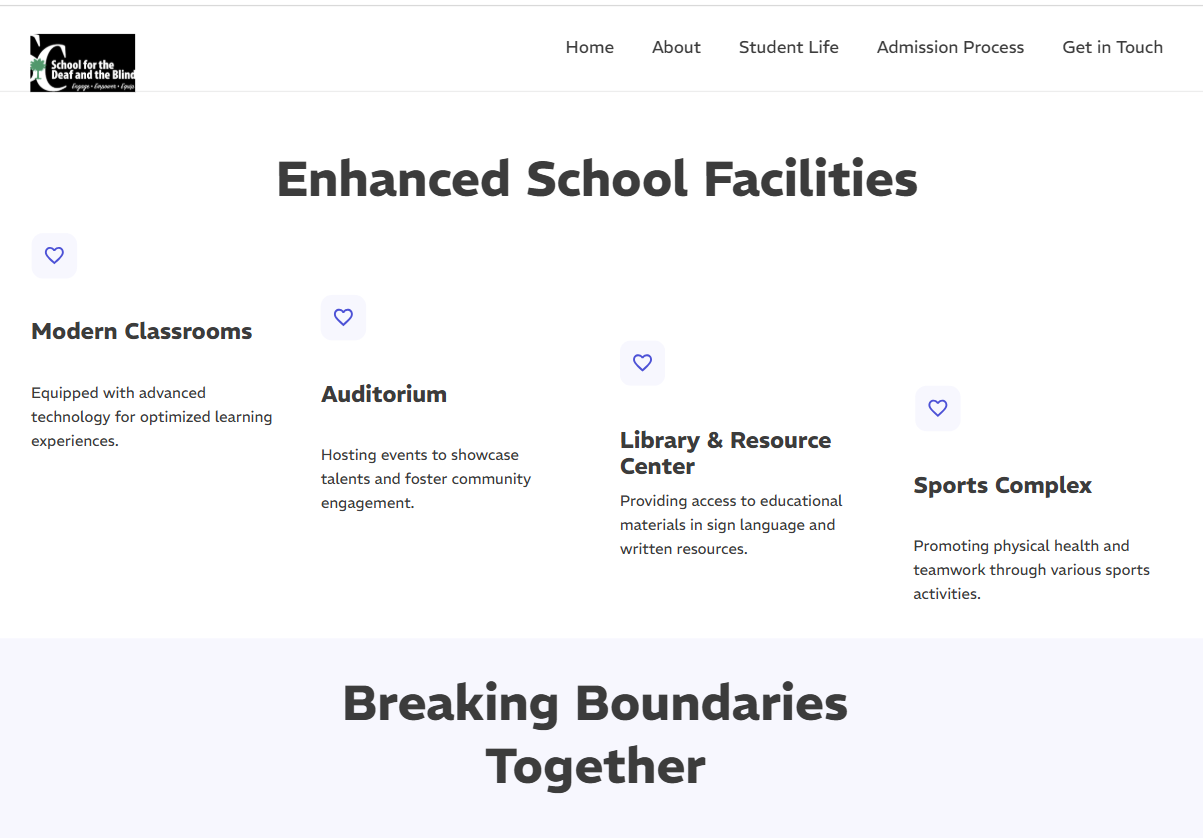 School for the
Deaf and the Blind
Engage • Empower • Equip
Home
About
Student Life
Admission Process
Get in Touch
Enhanced School Facilities
Modern Classrooms
Equipped with advanced
technology for optimized learning
experiences.
Auditorium
Hosting events to showcase
talents and foster community
engagement.
Library & Resource
Center
Providing access to educational
materials in sign language and
written resources.
Sports Complex
Promoting physical health and
teamwork through various sports
activities.
Breaking Boundaries
Together